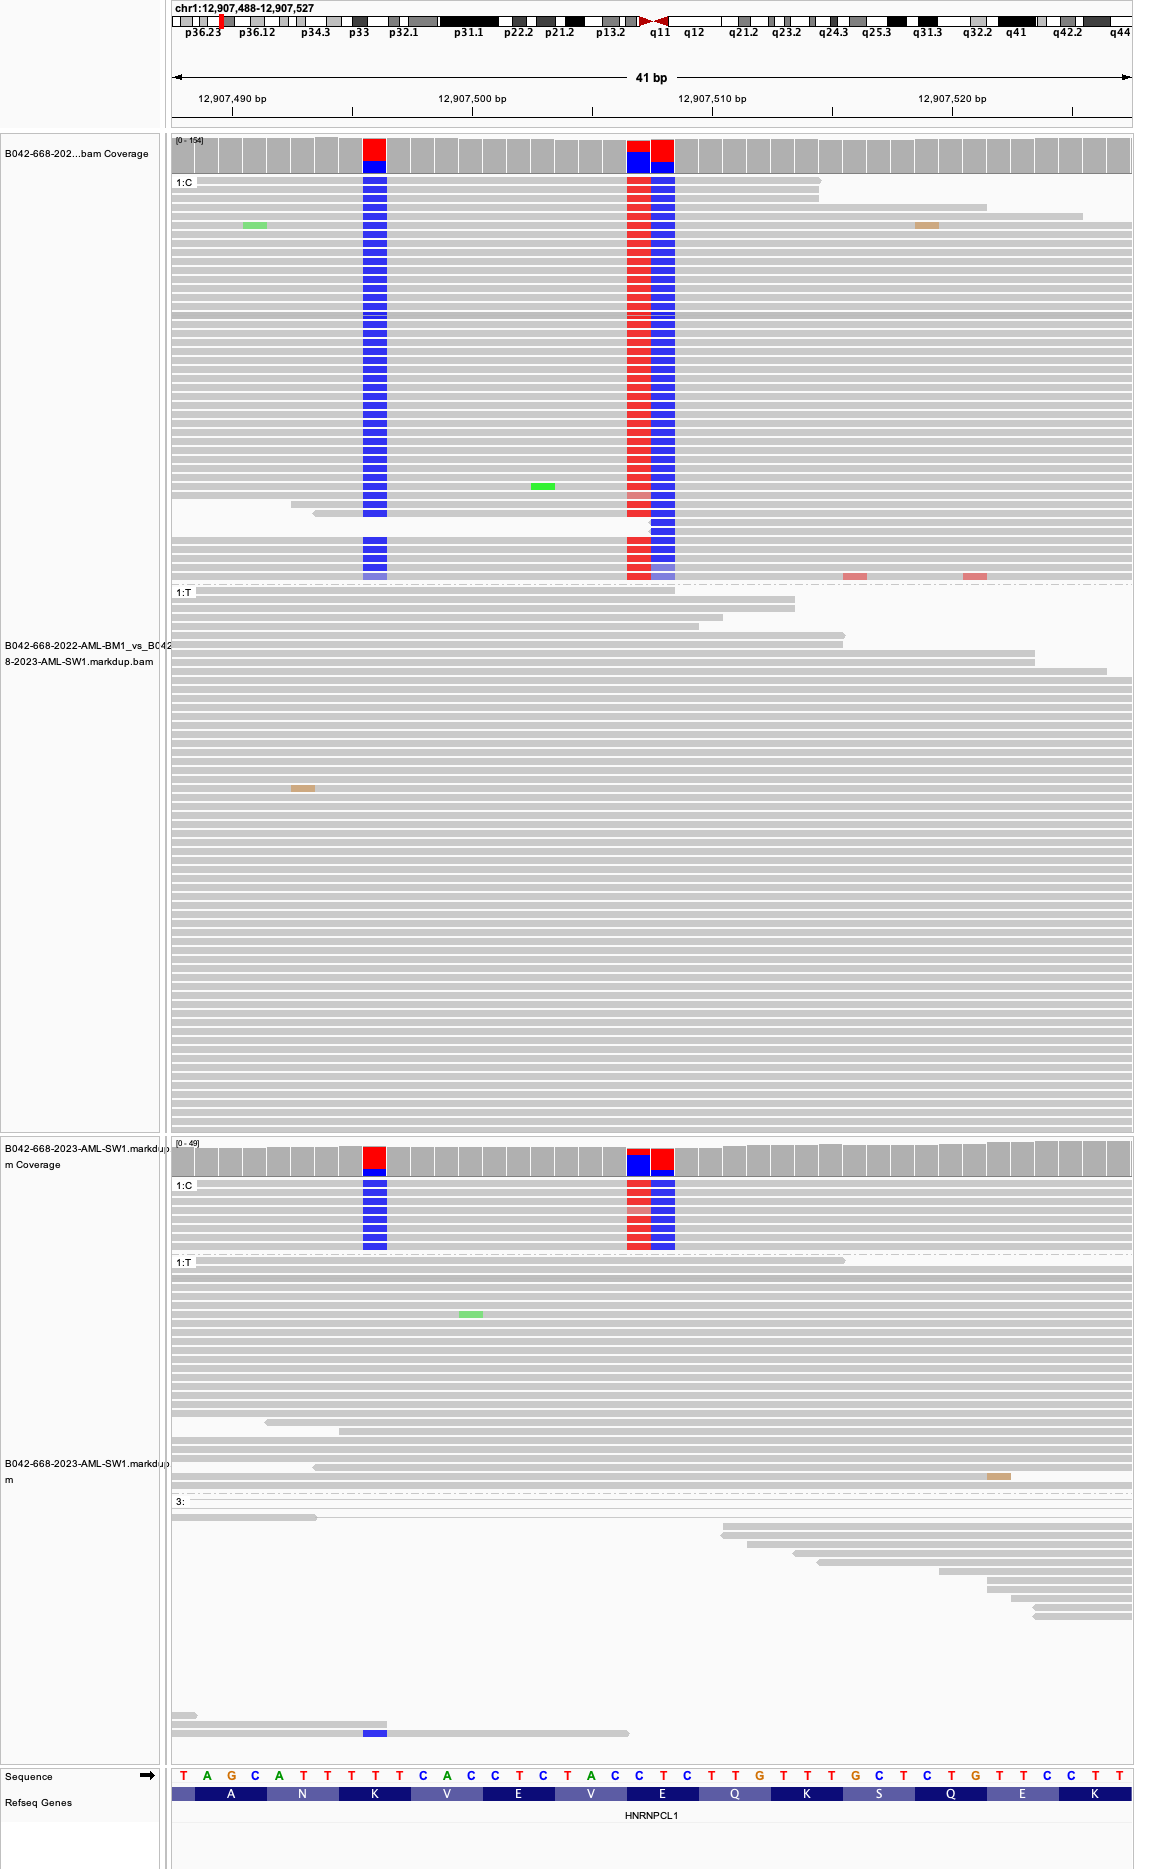 chr1:12,907,488-12,907,527
p36.23 p36.12 p34.3 p33 p32.1 p31.1 p22.2 p21.2 p13.2 q11 q12 q21.2 q23.2 q24.3 q25.3 q31.3 q32.2 q41 q42.2 q44
41 bp
12,907,490 bp 12,907,500 bp 12,907,510 bp 12,907,520 bp
[0 - 154]
B042-668-202...bam Coverage
1:C
1:T
B042-668-2022-AML-BM1_vs_B042
8-2023-AML-SW1.markdup.bam
[0 - 49]
B042-668-2023-AML-SW1.markdup
m Coverage
1:C
1:T
B042-668-2023-AML-SW1.markdup
m
3:
Sequence T A G C A T T T T T C A C C T C T A C C T C T T G T T T G C T C T G T T C C T T
Refseq Genes A N K V E V E Q K S Q E K
HNRNPCL1